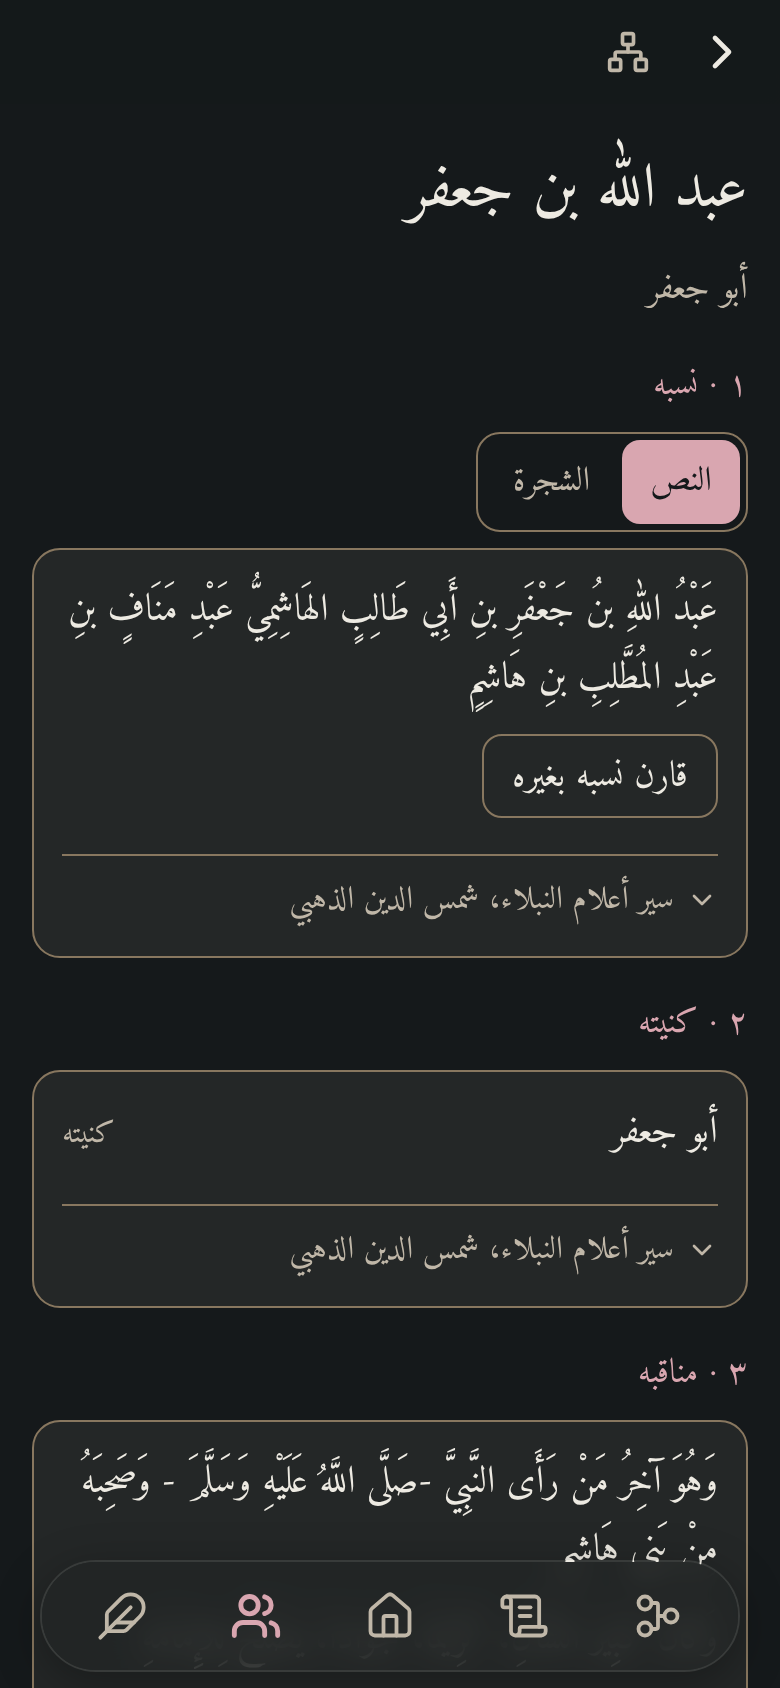 عبد الله بن جعفر
أبو جعفر
١ · نسبه
النص
الشجرة
عَبْدُ اللهِ بنُ جَعْفَرِ بنِ أَبِي طَالِبٍ الهَاشِمِيُّ عَبْدِ مَنَافٍ بنِ
عَبْدِ المُطَّلِبِ بنِ هَاشِمٍ
قارن نسبه بغيره
سير أعلام النبلاء، شمس الدين الذهبي
٢ · كنيته
أبو جعفر
كنيته
سير أعلام النبلاء، شمس الدين الذهبي
٣ · مناقبه
وَهُوَ آخِرُ مَنْ رَأَى النَّبِيَّ -صَلَّى اللَّهُ عَلَيْهِ وَسَلَّمَ - وَصَحِبَهُ
مِنْ بَنِي هَاشِمٍ